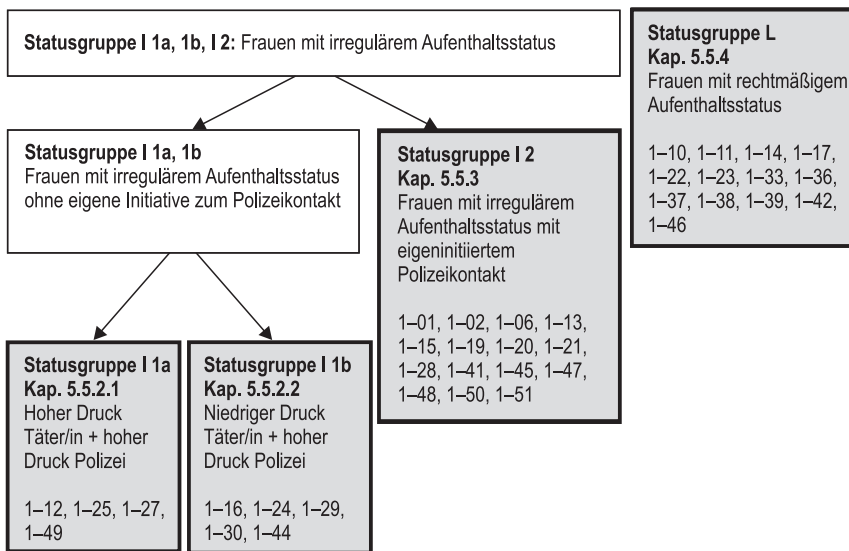 Statusgruppe I 1a, 1b, I 2: Frauen mit irregulärem Aufenthaltsstatus
Statusgruppe L
Kap. 5.5.4
Frauen mit rechtmäßigem
Aufenthaltsstatus
1–10, 1–11, 1–14, 1–17,
1–22, 1–23, 1–33, 1–36,
1–37, 1–38, 1–39, 1–42,
1–46
Statusgruppe I 1a, 1b
Frauen mit irregulärem Aufenthaltsstatus
ohne eigene Initiative zum Polizeikontakt
Statusgruppe I 2
Kap. 5.5.3
Frauen mit irregulärem
Aufenthaltsstatus mit
eigeninitiiertem
Polizeikontakt
1–01, 1–02, 1–06, 1–13,
1–15, 1–19, 1–20, 1–21,
1–28, 1–41, 1–45, 1–47,
1–48, 1–50, 1–51
Statusgruppe I 1a
Kap. 5.5.2.1
Hoher Druck
Täter/in + hoher
Druck Polizei
1–12, 1–25, 1–27,
1–49
Statusgruppe I 1b
Kap. 5.5.2.2
Niedriger Druck
Täter/in + hoher
Druck Polizei
1–16, 1–24, 1–29,
1–30, 1–44